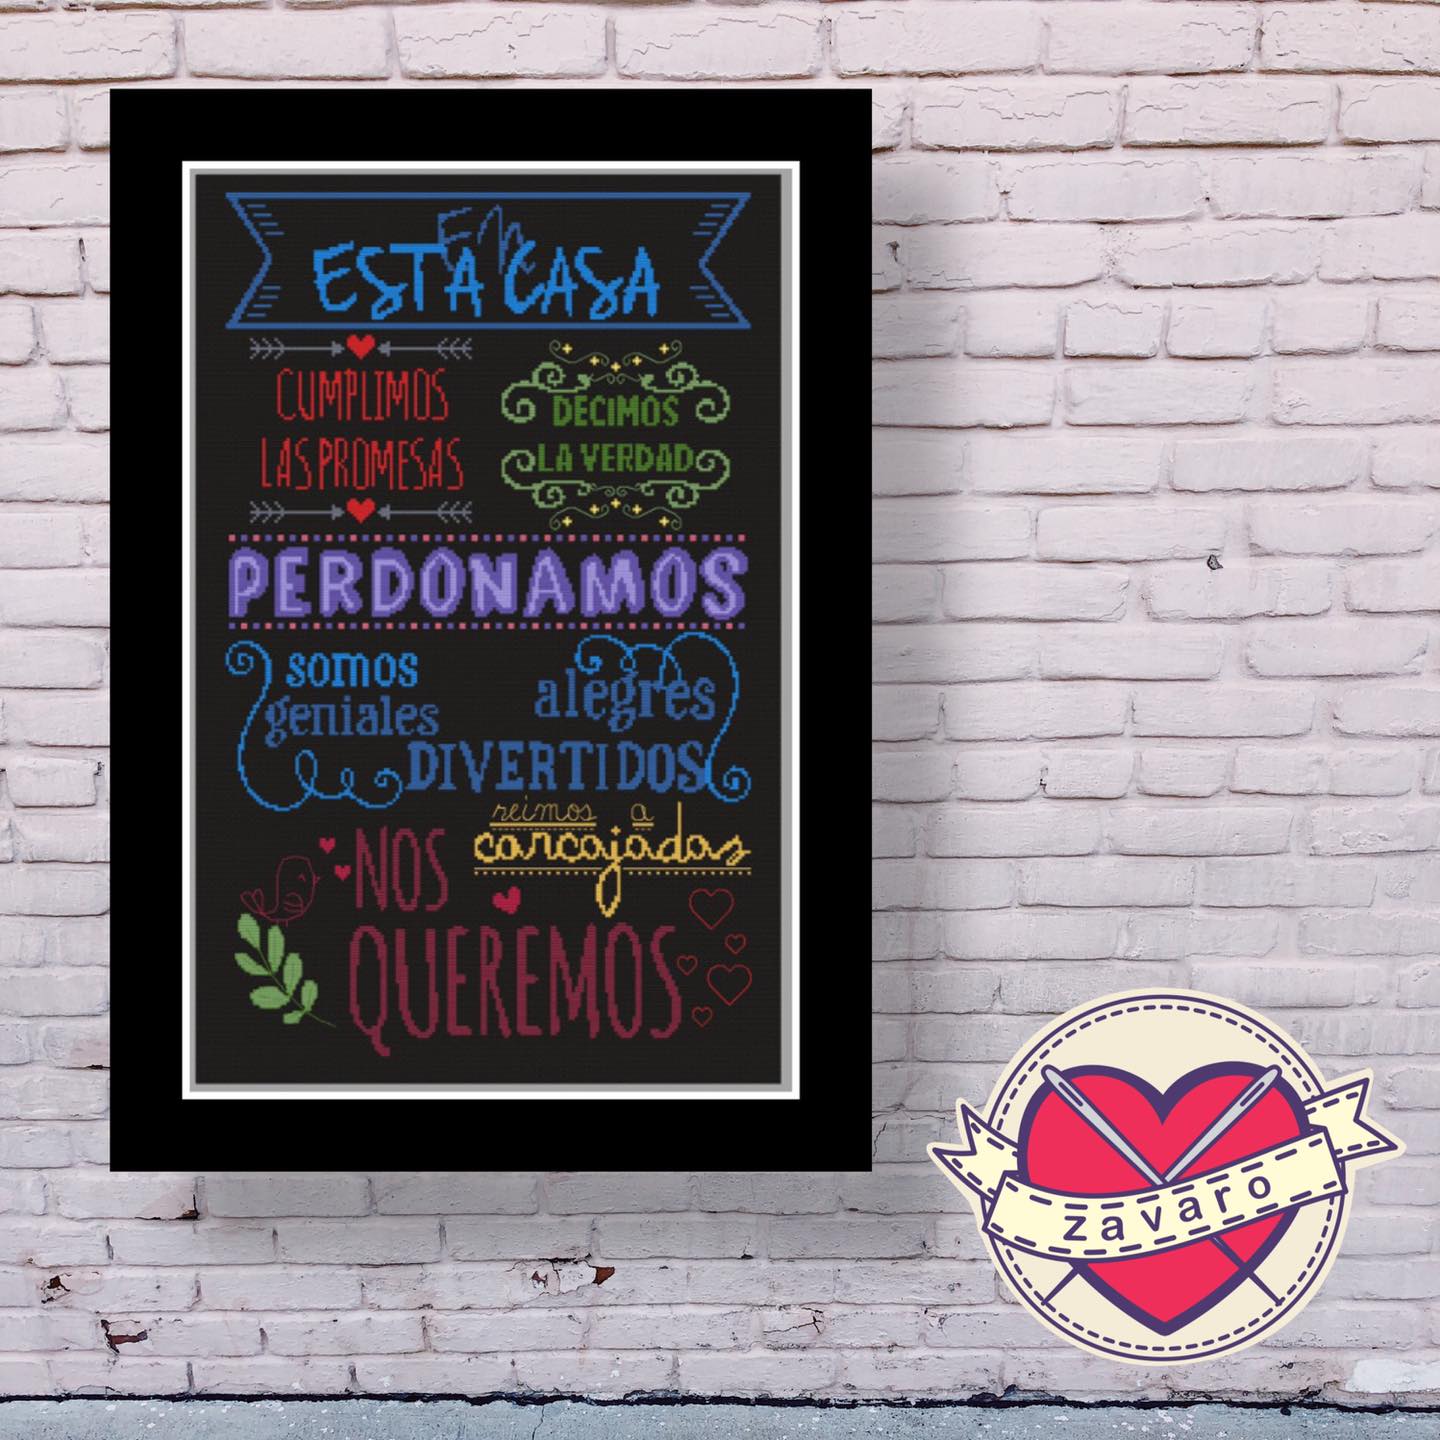 En
ESTA CASA
CUMPLIMOS
LAS PROMESAS
DECIMOS
LA VERDAD
PERDONAMOS
somos
geniales
alegres
DIVERTIDOS
reimos a
carcajadas
NOS
QUEREMOS
zavaro